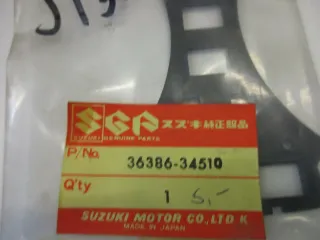 SGP スズキ純正部品
SUZUKI GENUINE PARTS
P/No. 36386-34510
Q'ty 1 5,-
SUZUKI MOTOR CO.,LTD K
MADE IN JAPAN